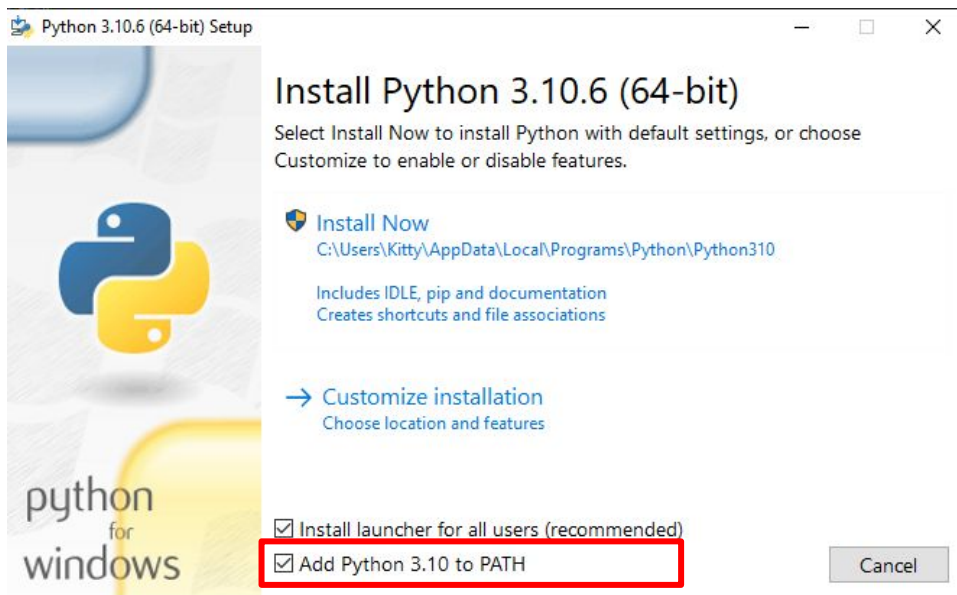 Python 3.10.6 (64-bit) Setup
Install Python 3.10.6 (64-bit)
Select Install Now to install Python with default settings, or choose
Customize to enable or disable features.
Install Now
C:\Users\Kitty\AppData\Local\Programs\Python\Python310
Includes IDLE, pip and documentation
Creates shortcuts and file associations
Customize installation
Choose location and features
python
for
windows
Install launcher for all users (recommended)
Add Python 3.10 to PATH
Cancel